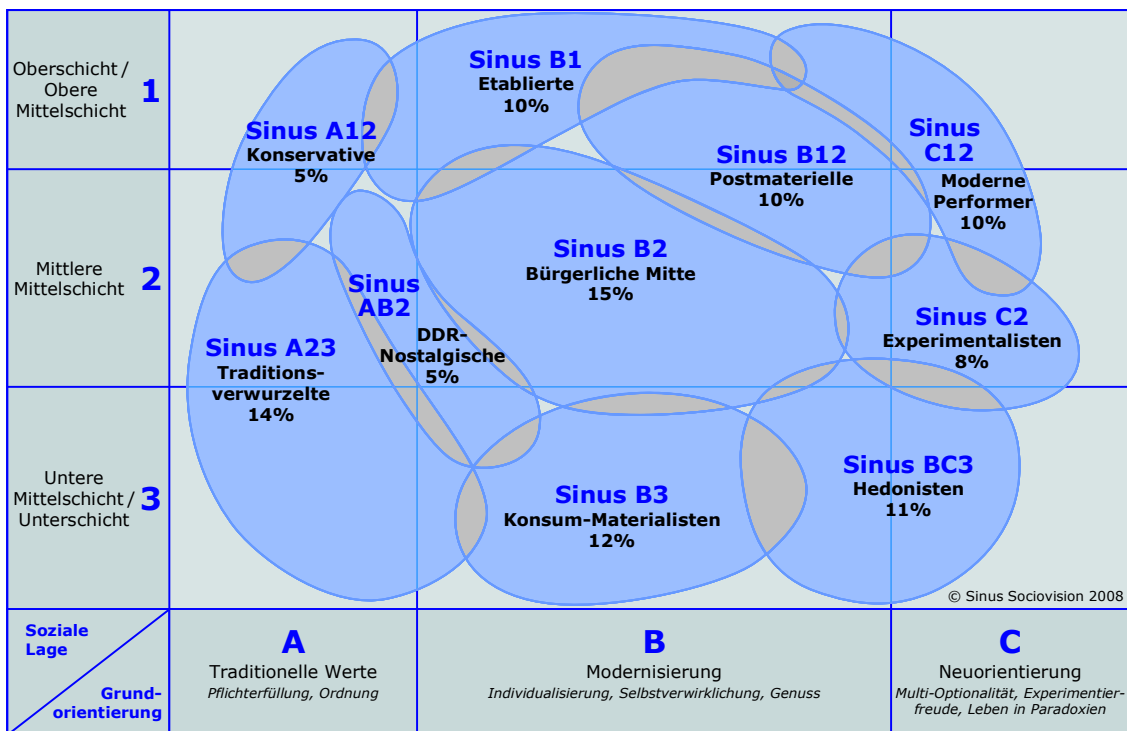 Oberschicht /
Obere
Mittelschicht
1
Sinus B1
Etablierte
10%
Sinus A12
Konservative
5%
Sinus B12
Postmaterielle
10%
Sinus
C12
Moderne
Performer
10%
Mittlere
Mittelschicht
2
Sinus
AB2
DDR-
Nostalgische
5%
Sinus B2
Bürgerliche Mitte
15%
Sinus C2
Experimentalisten
8%
Sinus A23
Traditions-
verwurzelte
14%
Untere
Mittelschicht /
Unterschicht
3
Sinus B3
Konsum-Materialisten
12%
Sinus BC3
Hedonisten
11%
© Sinus Sociovision 2008
Soziale
Lage
Grund-
orientierung
A
Traditionelle Werte
Pflichterfüllung, Ordnung
B
Modernisierung
Individualisierung, Selbstverwirklichung, Genuss
C
Neuorientierung
Multi-Optionalität, Experimentier-
freude, Leben in Paradoxien